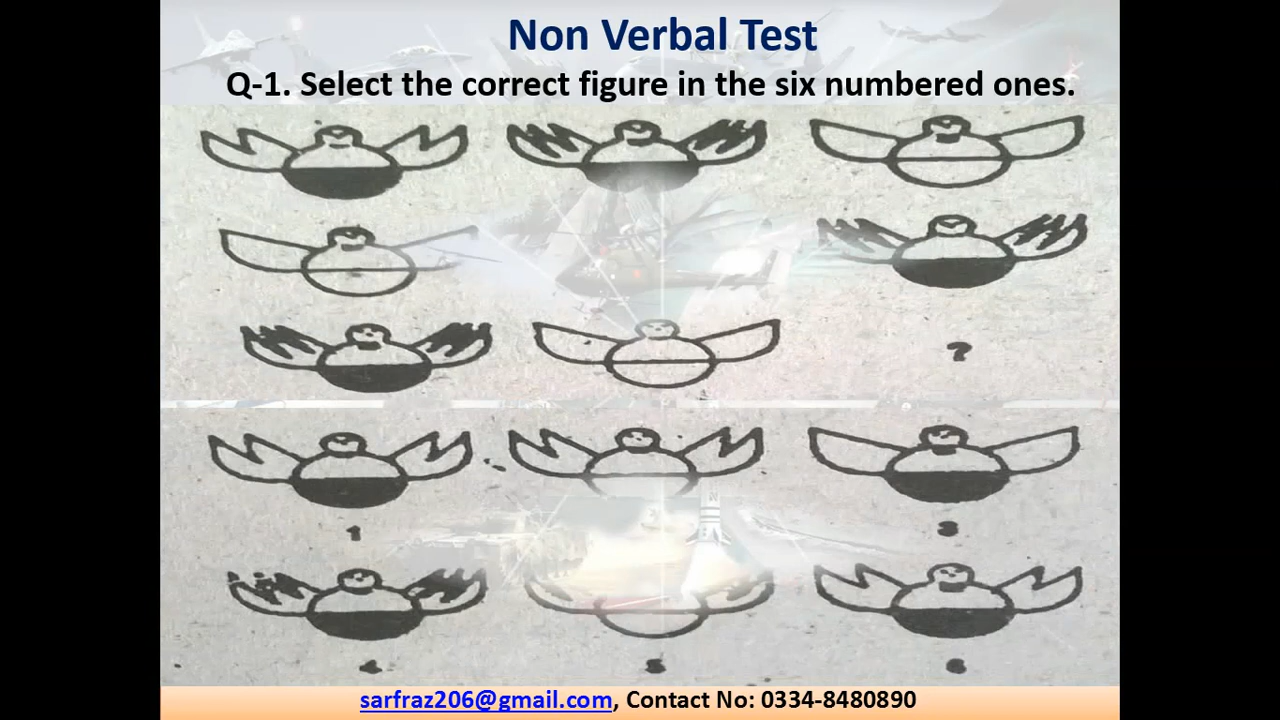 Non Verbal Test
Q-1. Select the correct figure in the six numbered ones.
?
1
3
4
5
6
sarfraz206@gmail.com, Contact No: 0334-8480890